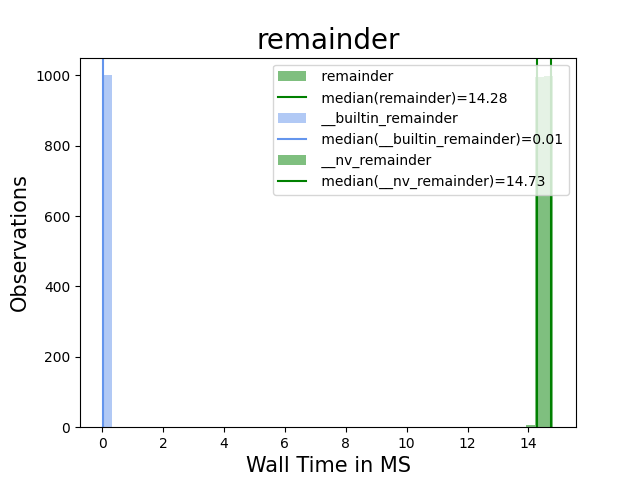 remainder
remainder
median(remainder)=14.28
__builtin_remainder
median(__builtin_remainder)=0.01
__nv_remainder
median(__nv_remainder)=14.73
1000
800
600
400
200
0
Observations
0 2 4 6 8 10 12 14
Wall Time in MS